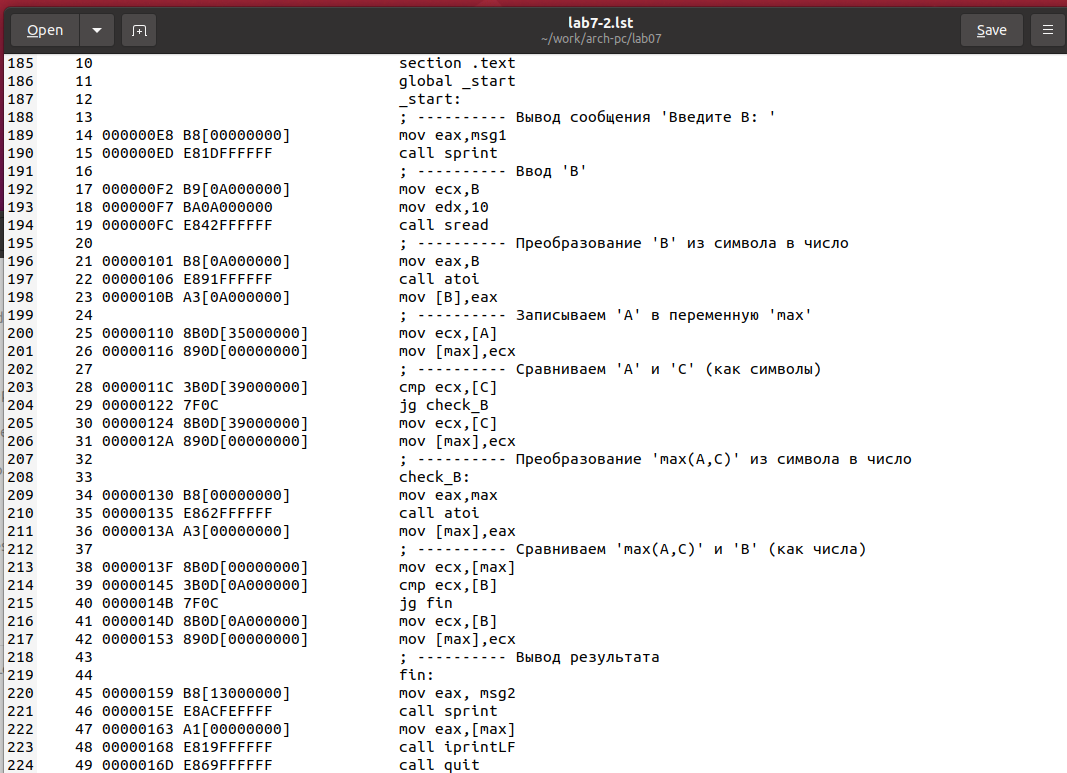 Open
lab7-2.lst
~/work/arch-pc/lab07
Save
185 10 section .text
186 11 global _start
187 12 _start:
188 13 ; ---------- Вывод сообщения 'Введите B: '
189 14 000000E8 B8[00000000] mov eax,msg1
190 15 000000ED E81DFFFFFF call sprint
191 16 ; ---------- Ввод 'B'
192 17 000000F2 B9[0A000000] mov ecx,B
193 18 000000F7 BA0A000000 mov edx,10
194 19 000000FC E842FFFFFF call sread
195 20 ; ---------- Преобразование 'B' из символа в число
196 21 00000101 B8[0A000000] mov eax,B
197 22 00000106 E891FFFFFF call atoi
198 23 0000010B A3[0A000000] mov [B],eax
199 24 ; ---------- Записываем 'A' в переменную 'max'
200 25 00000110 8B0D[35000000] mov ecx,[A]
201 26 00000116 890D[00000000] mov [max],ecx
202 27 ; ---------- Сравниваем 'A' и 'C' (как символы)
203 28 0000011C 3B0D[39000000] cmp ecx,[C]
204 29 00000122 7F0C jg check_B
205 30 00000124 8B0D[39000000] mov ecx,[C]
206 31 0000012A 890D[00000000] mov [max],ecx
207 32 ; ---------- Преобразование 'max(A,C)' из символа в число
208 33 check_B:
209 34 00000130 B8[00000000] mov eax,max
210 35 00000135 E862FFFFFF call atoi
211 36 0000013A A3[00000000] mov [max],eax
212 37 ; ---------- Сравниваем 'max(A,C)' и 'B' (как числа)
213 38 0000013F 8B0D[00000000] mov ecx,[max]
214 39 00000145 3B0D[0A000000] cmp ecx,[B]
215 40 0000014B 7F0C jg fin
216 41 0000014D 8B0D[0A000000] mov ecx,[B]
217 42 00000153 890D[00000000] mov [max],ecx
218 43 ; ---------- Вывод результата
219 44 fin:
220 45 00000159 B8[13000000] mov eax, msg2
221 46 0000015E E8ACFEFFFF call sprint
222 47 00000163 A1[00000000] mov eax,[max]
223 48 00000168 E819FFFFFF call iprintLF
224 49 0000016D E869FFFFFF call quit